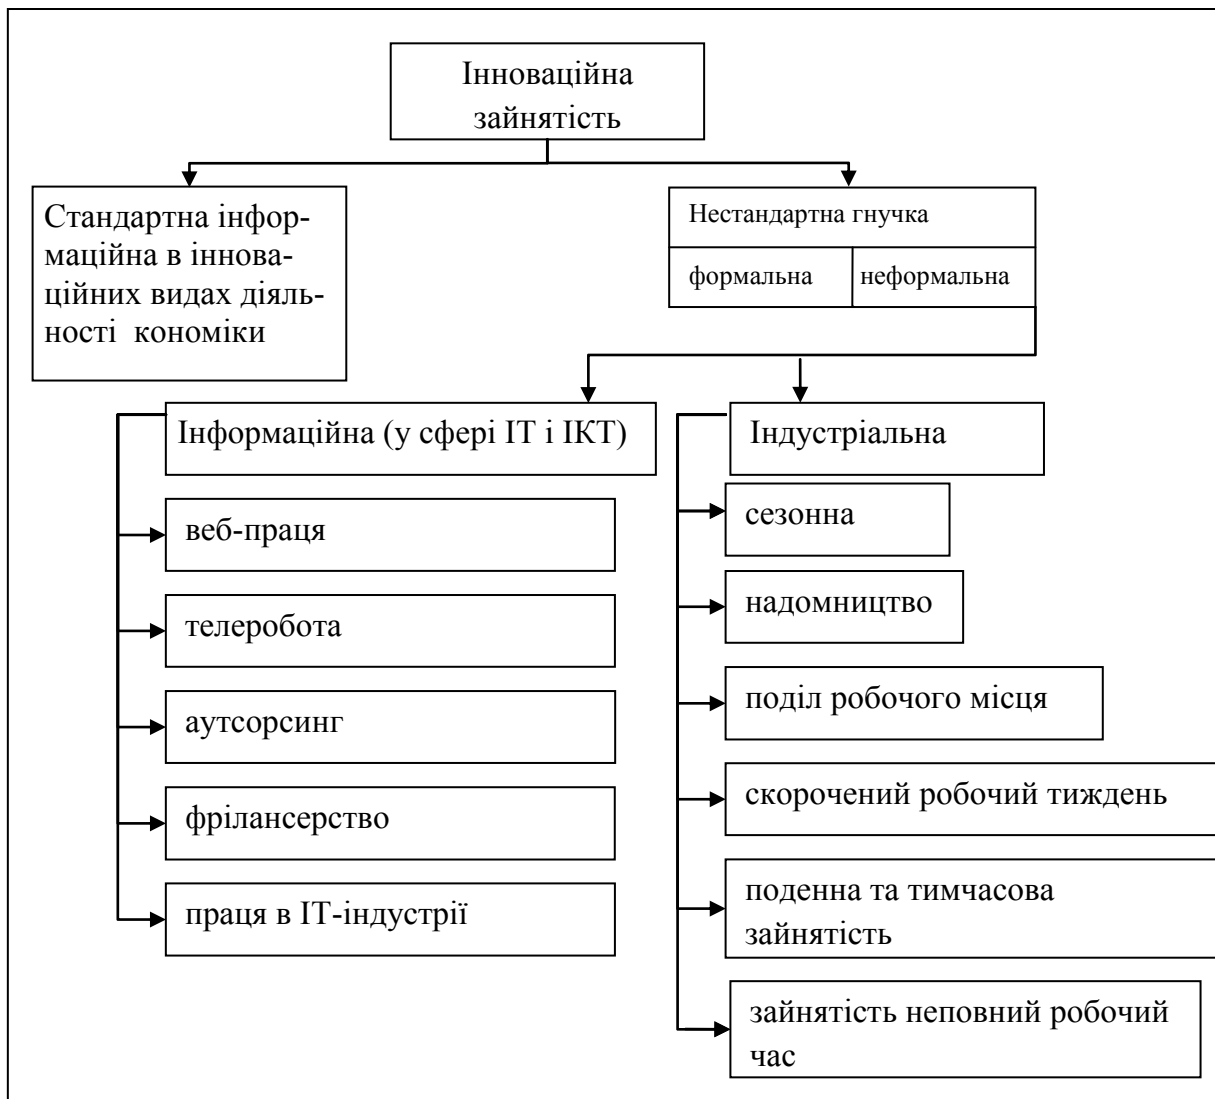 Інноваційна
зайнятість
Стандартна інфор-
маційна в іннова-
ційних видах діяль-
ності кономіки
Нестандартна гнучка
формальна
неформальна
Інформаційна (у сфері ІТ і ІКТ)
веб-праця
телеробота
аутсорсинг
фрілансерство
праця в ІТ-індустрії
Індустріальна
сезонна
надомництво
поділ робочого місця
скорочений робочий тиждень
поденна та тимчасова
зайнятість
зайнятість неповний робочий
час